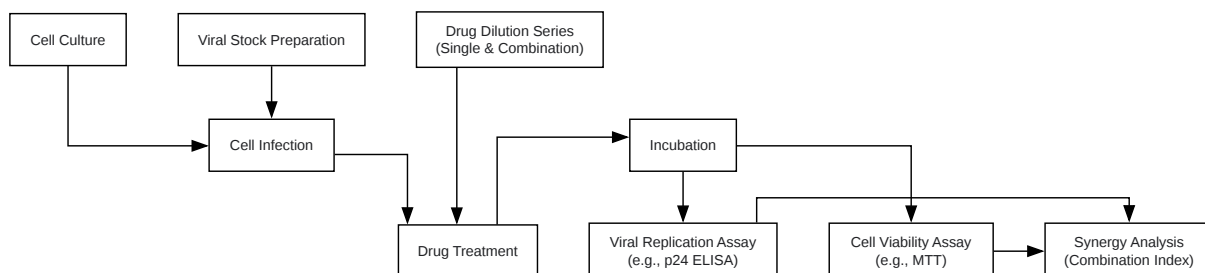 Cell Culture
Viral Stock Preparation
Drug Dilution Series
(Single & Combination)
Cell Infection
Incubation
Drug Treatment
Viral Replication Assay
(e.g., p24 ELISA)
Cell Viability Assay
(e.g., MTT)
Synergy Analysis
(Combination Index)